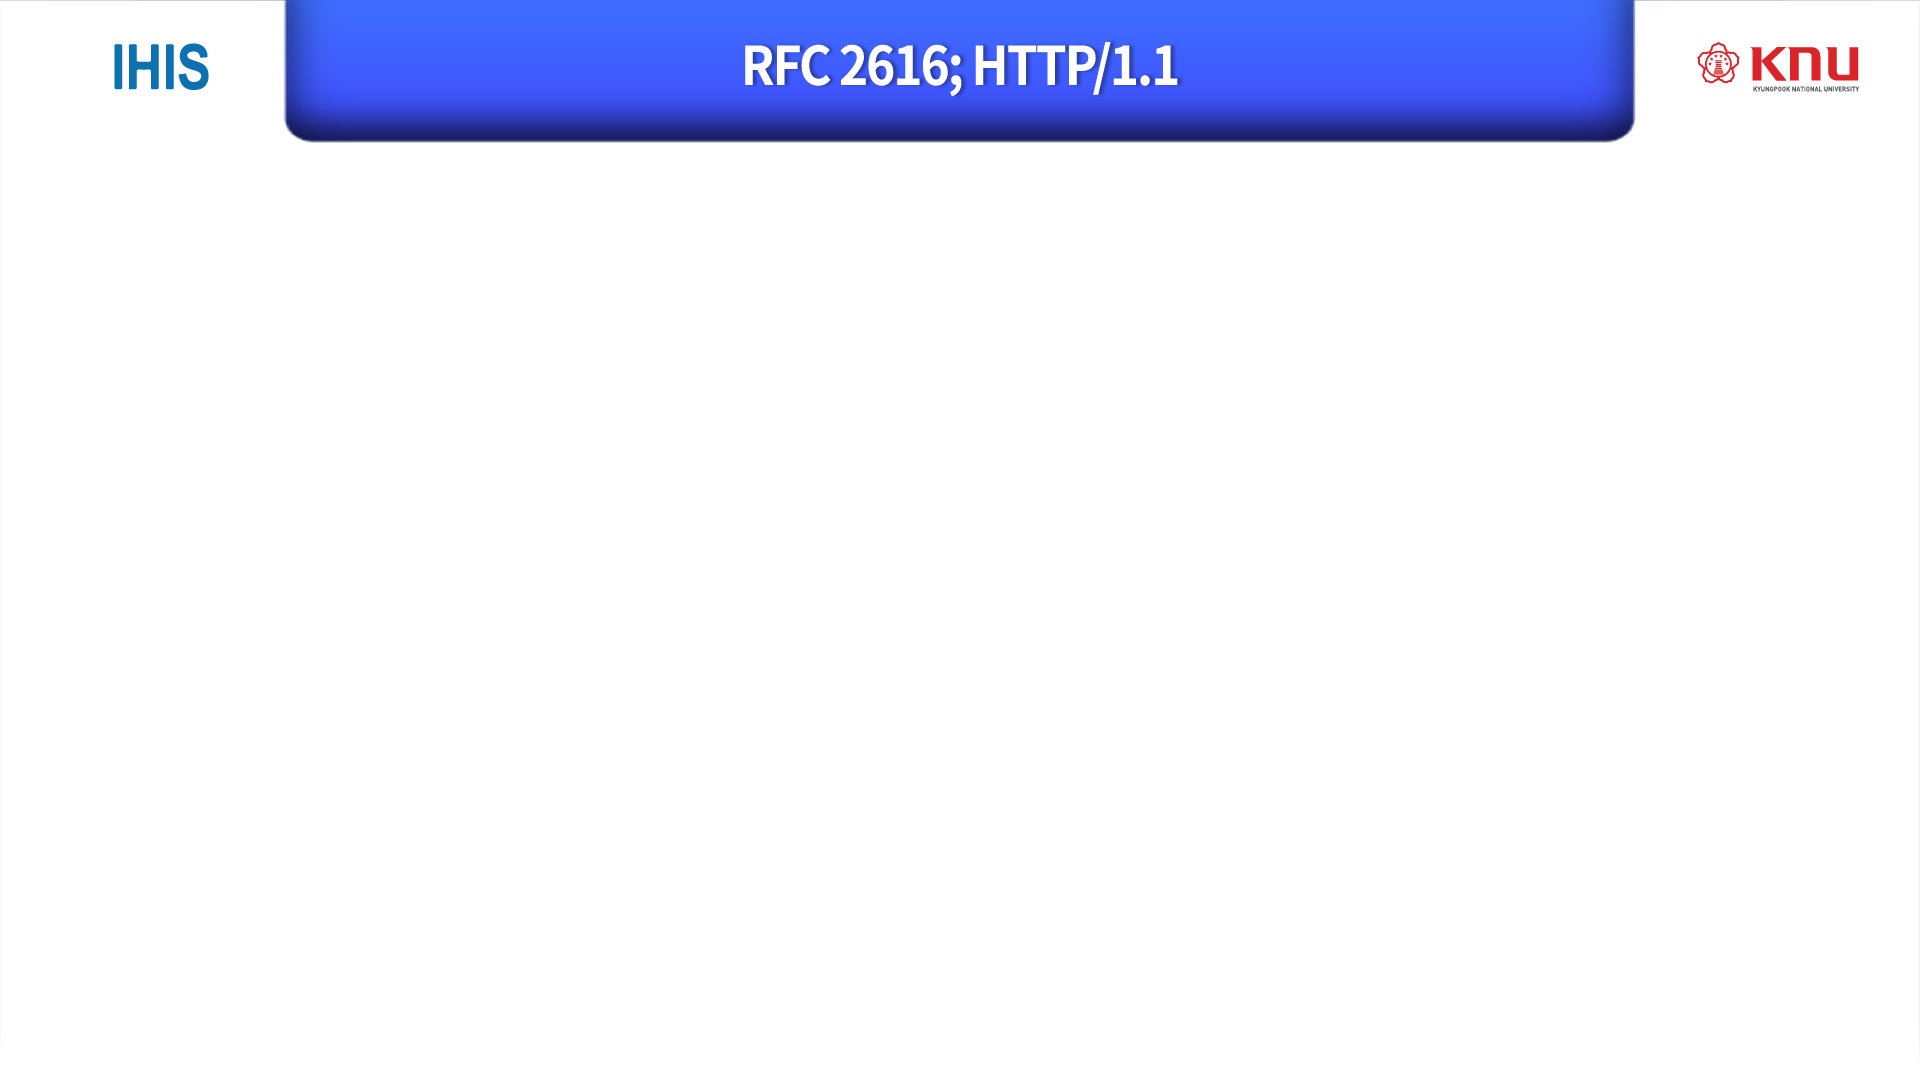 IHIS
RFC 2616; HTTP/1.1
KNU
KYUNGPOOK NATIONAL UNIVERSITY